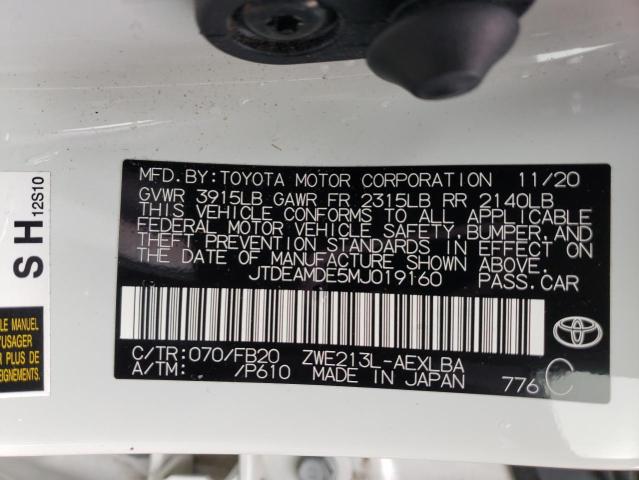 MFD. BY: TOYOTA MOTOR CORPORATION 11/20
GVWR 3915LB GAWR FR 2315LB RR 2140LB
THIS VEHICLE CONFORMS TO ALL APPLICABLE
FEDERAL MOTOR VEHICLE SAFETY, BUMPER, AND
THEFT PREVENTION STANDARDS IN EFFECT ON
THE DATE OF MANUFACTURE SHOWN ABOVE.
JTDEAMDE5MJ019160 PASS. CAR
C/TR: 070/FB20 ZWE213L-AEXLBA
A/TM: /P610 MADE IN JAPAN 776 C
TOYOTA
SH
12S10
LE MANUEL
'USAGER
POUR
EIGNEMENTS.